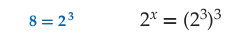 8 = 2³ 2ˣ = (2³)³